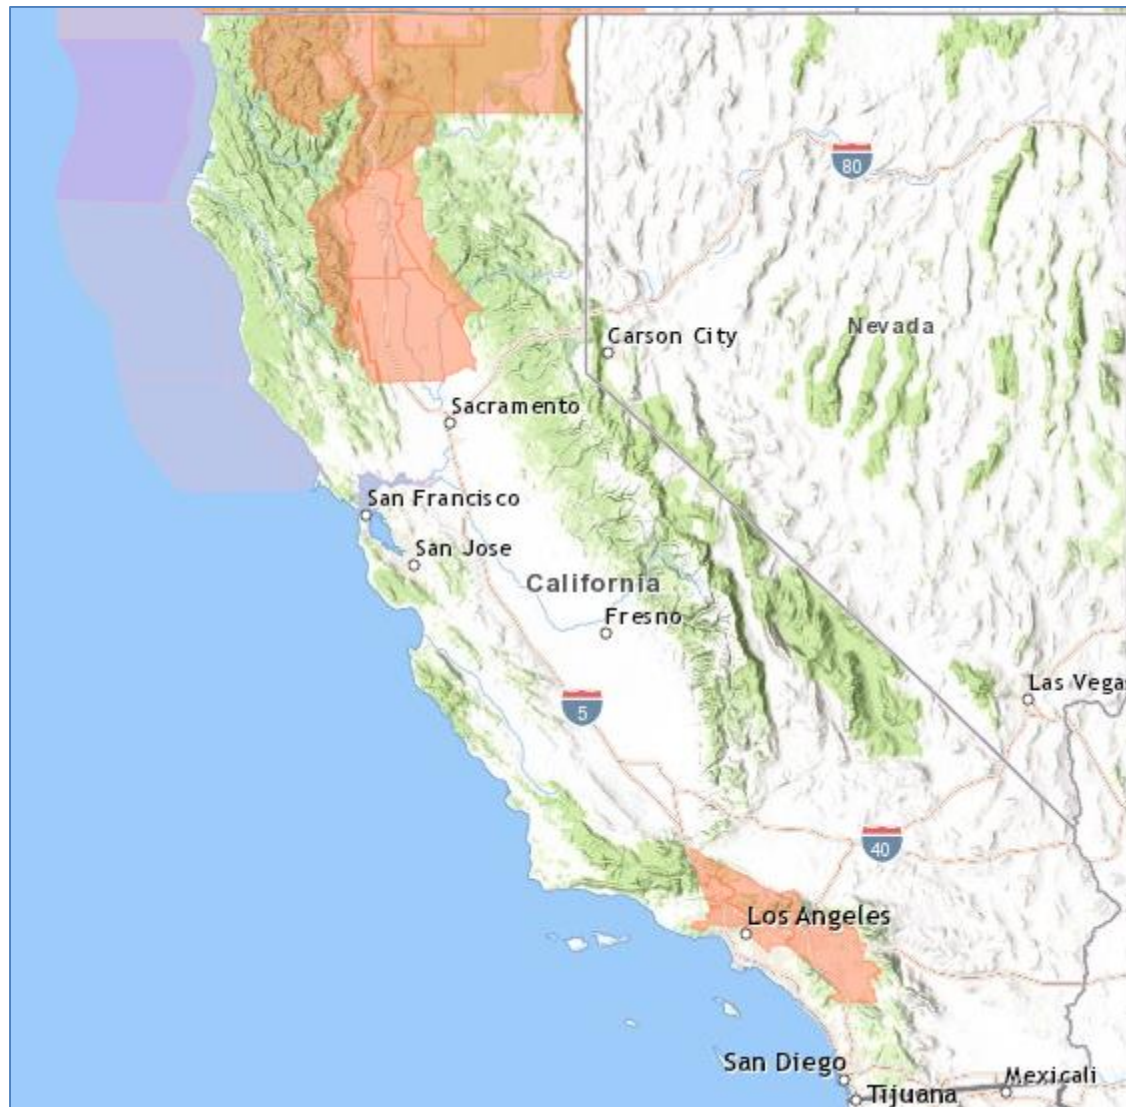 80
Nevada
Carson City
Sacramento
San Francisco
San Jose
California
Fresno
Las Vegas
5
40
Los Angeles
San Diego
Mexicali
Tijuana